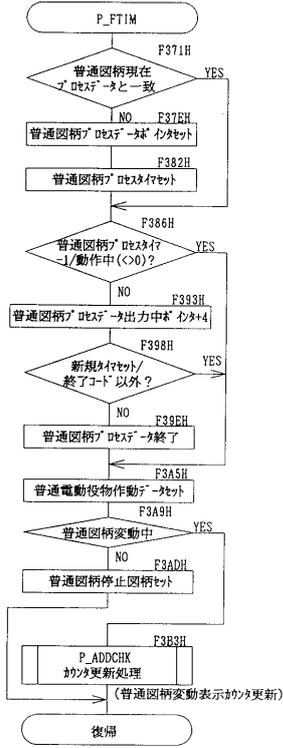 P_FTIM
F371H
普通図柄現在
プロセスデータと一致
YES
NO
F37EH
普通図柄プロセスデータポインタセット
F382H
普通図柄プロセスタイマセット
F386H
普通図柄プロセスタイマ
-1/動作中(<>0)?
YES
NO
F393H
普通図柄プロセスデータ出力中ポインタ+4
F398H
新規タイマセット/
終了コード以外?
YES
NO
F39EH
普通図柄プロセスデータ終了
F3A5H
普通電動役物作動データセット
F3A9H
普通図柄変動中
YES
NO
F3ADH
普通図柄停止図柄セット
F3B3H
P_ADDCHK
カウンタ更新処理
(普通図柄変動表示カウンタ更新)
復帰